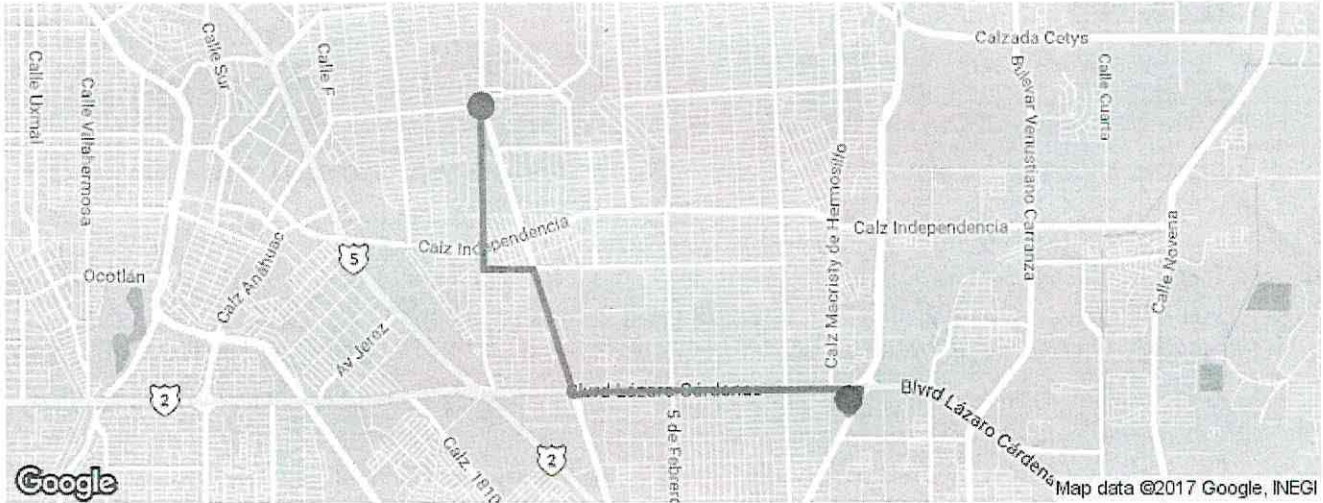 Calzada Cetys
Calle Uxmal
Calle Villahermosa
Calle Sur
Calle F
Bulevar Venustiano Carranza
Calle Cuarta
Calz Macristy de Hermosillo
Calz Independencia
Calz Independencia
Calle Novena
5
Ocotlán
Calz Anáhuac
Av Jerez
2
Blvrd Lázaro Cárdenas
Blvrd Lázaro Cárdena
5 de Febrero
Calz. 1810
2
Google
Map data ©2017 Google, INEGI